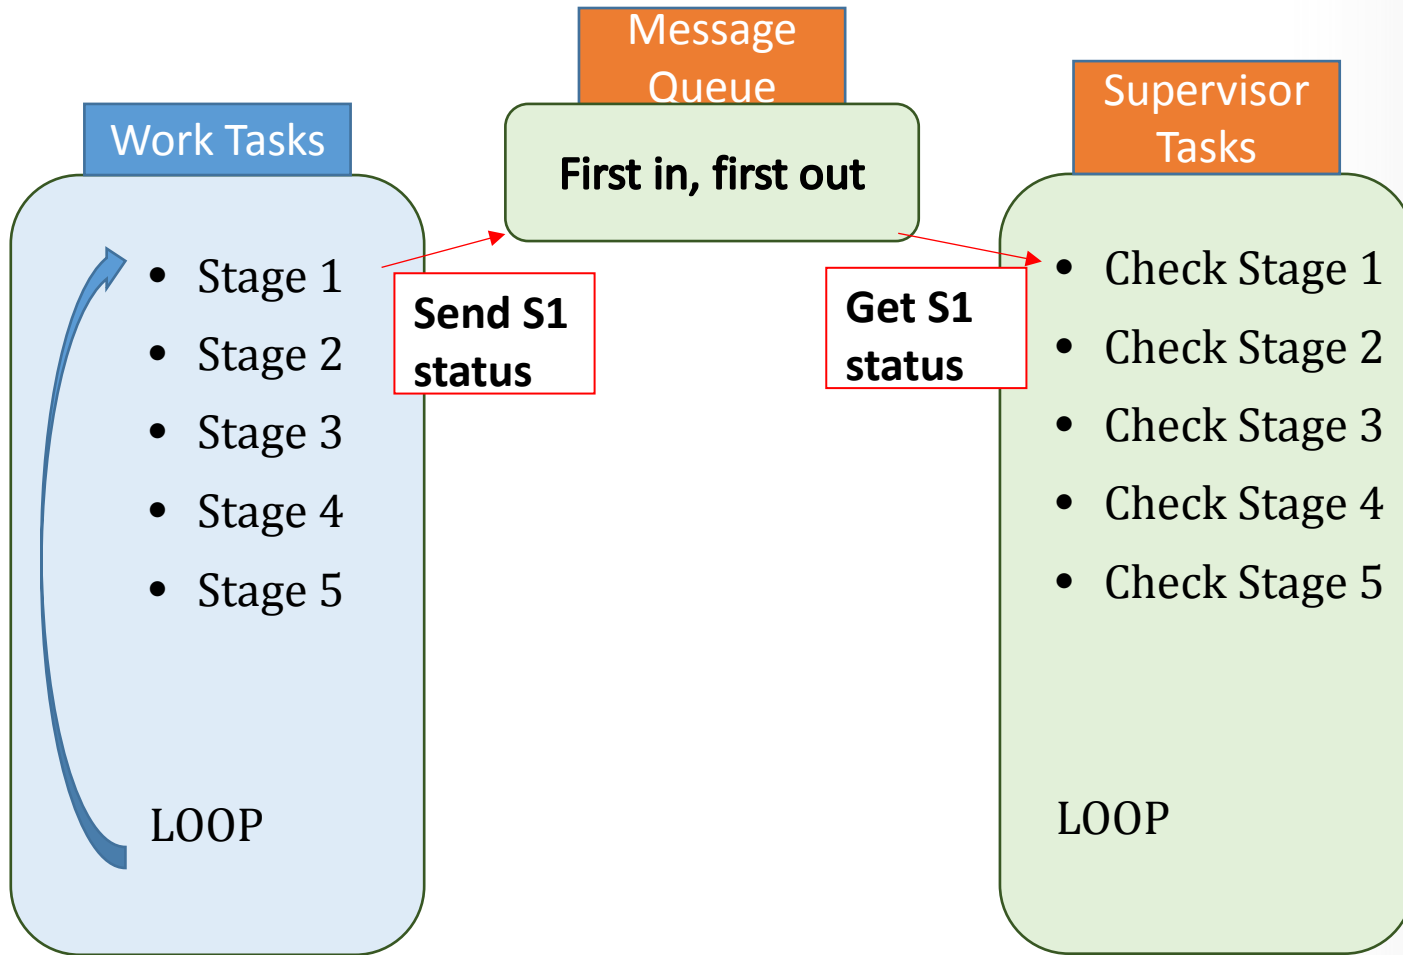 Message
Queue
First in, first out
Work Tasks
Stage 1
Stage 2
Stage 3
Stage 4
Stage 5
LOOP
Send S1
status
Get S1
status
Supervisor
Tasks
Check Stage 1
Check Stage 2
Check Stage 3
Check Stage 4
Check Stage 5
LOOP